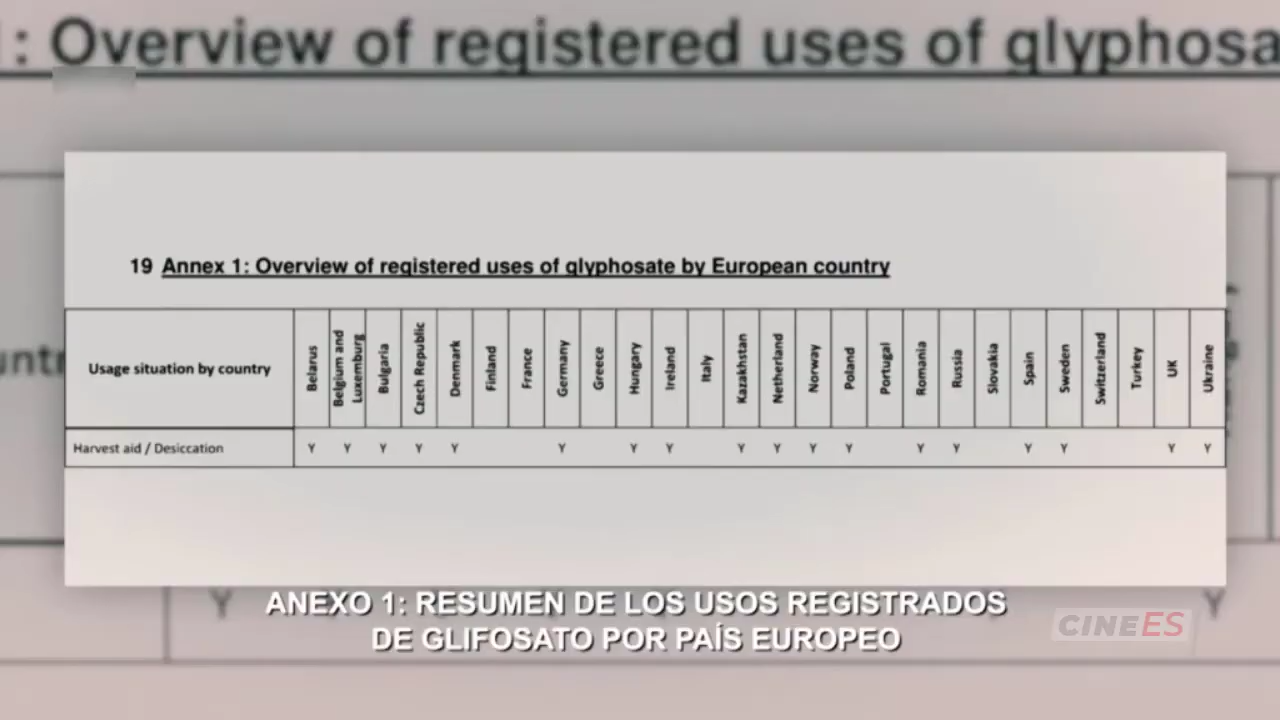 : Overview of registered uses of glyphosa
19 Annex 1: Overview of registered uses of glyphosate by European country
Usage situation by country Belarus Belgium and Luxemburg Bulgaria Czech Republic Denmark Finland France Germany Greece Hungary Ireland Italy Kazakhstan Netherland Norway Poland Portugal Romania Russia Slovakia Spain Sweden Switzerland Turkey UK Ukraine
Harvest aid / Desiccation Y Y Y Y Y Y Y Y Y Y Y Y Y Y Y Y Y Y
Y Y
ANEXO 1: RESUMEN DE LOS USOS REGISTRADOS
DE GLIFOSATO POR PAÍS EUROPEO
CINEES